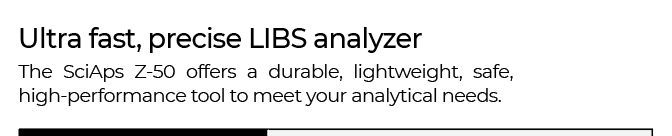 Ultra fast, precise LIBS analyzer
The SciAps Z-50 offers a durable, lightweight, safe,
high-performance tool to meet your analytical needs.